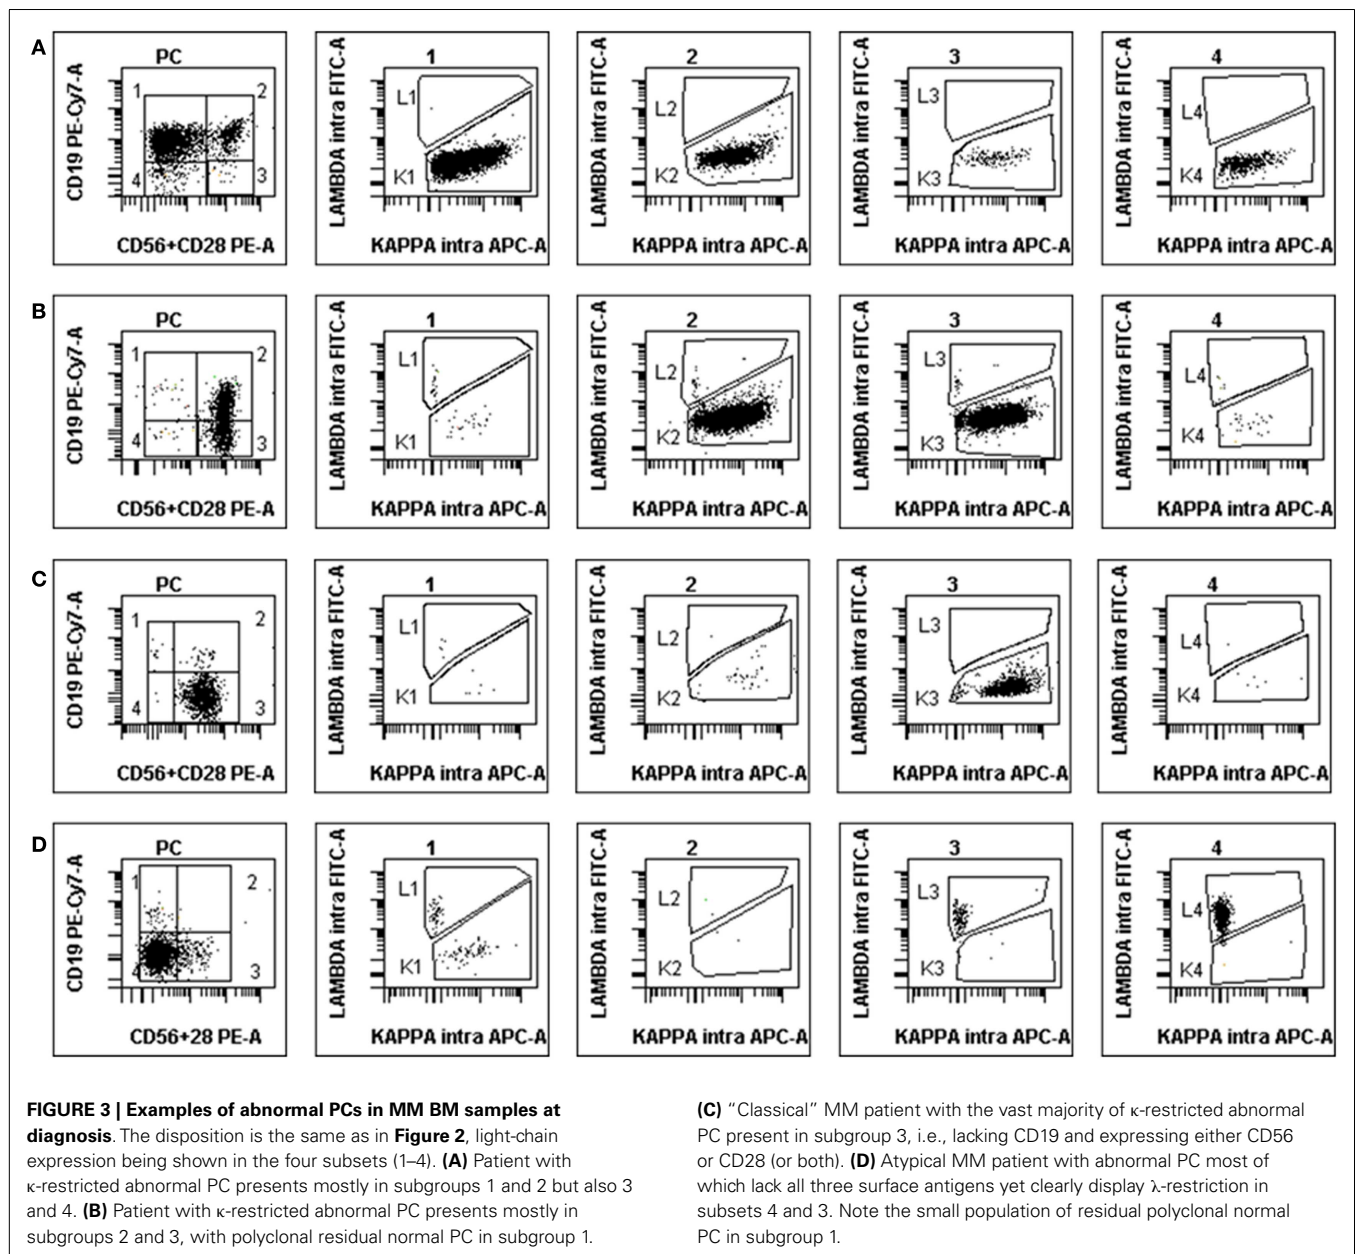 A
PC
1
2
3
4
CD19 PE-Cy7-A
CD56+CD28 PE-A
1
L1
K1
LAMBDA intra FITC-A
KAPPA intra APC-A
2
L2
K2
LAMBDA intra FITC-A
KAPPA intra APC-A
3
L3
K3
LAMBDA intra FITC-A
KAPPA intra APC-A
4
L4
K4
LAMBDA intra FITC-A
KAPPA intra APC-A
B
PC
1
2
3
4
CD19 PE-Cy7-A
CD56+CD28 PE-A
1
L1
K1
LAMBDA intra FITC-A
KAPPA intra APC-A
2
L2
K2
LAMBDA intra FITC-A
KAPPA intra APC-A
3
L3
K3
LAMBDA intra FITC-A
KAPPA intra APC-A
4
L4
K4
LAMBDA intra FITC-A
KAPPA intra APC-A
C
PC
1
2
3
4
CD19 PE-Cy7-A
CD56+CD28 PE-A
1
L1
K1
LAMBDA intra FITC-A
KAPPA intra APC-A
2
L2
K2
LAMBDA intra FITC-A
KAPPA intra APC-A
3
L3
K3
LAMBDA intra FITC-A
KAPPA intra APC-A
4
L4
K4
LAMBDA intra FITC-A
KAPPA intra APC-A
D
PC
1
2
3
4
CD19 PE-Cy7-A
CD56+28 PE-A
1
L1
K1
LAMBDA intra FITC-A
KAPPA intra APC-A
2
L2
K2
LAMBDA intra FITC-A
KAPPA intra APC-A
3
L3
K3
LAMBDA intra FITC-A
KAPPA intra APC-A
4
L4
K4
LAMBDA intra FITC-A
KAPPA intra APC-A
FIGURE 3 | Examples of abnormal PCs in MM BM samples at
diagnosis. The disposition is the same as in Figure 2, light-chain
expression being shown in the four subsets (1–4). (A) Patient with
κ-restricted abnormal PC presents mostly in subgroups 1 and 2 but also 3
and 4. (B) Patient with κ-restricted abnormal PC presents mostly in
subgroups 2 and 3, with polyclonal residual normal PC in subgroup 1.
(C) “Classical” MM patient with the vast majority of κ-restricted abnormal
PC present in subgroup 3, i.e., lacking CD19 and expressing either CD56
or CD28 (or both). (D) Atypical MM patient with abnormal PC most of
which lack all three surface antigens yet clearly display λ-restriction in
subsets 4 and 3. Note the small population of residual polyclonal normal
PC in subgroup 1.